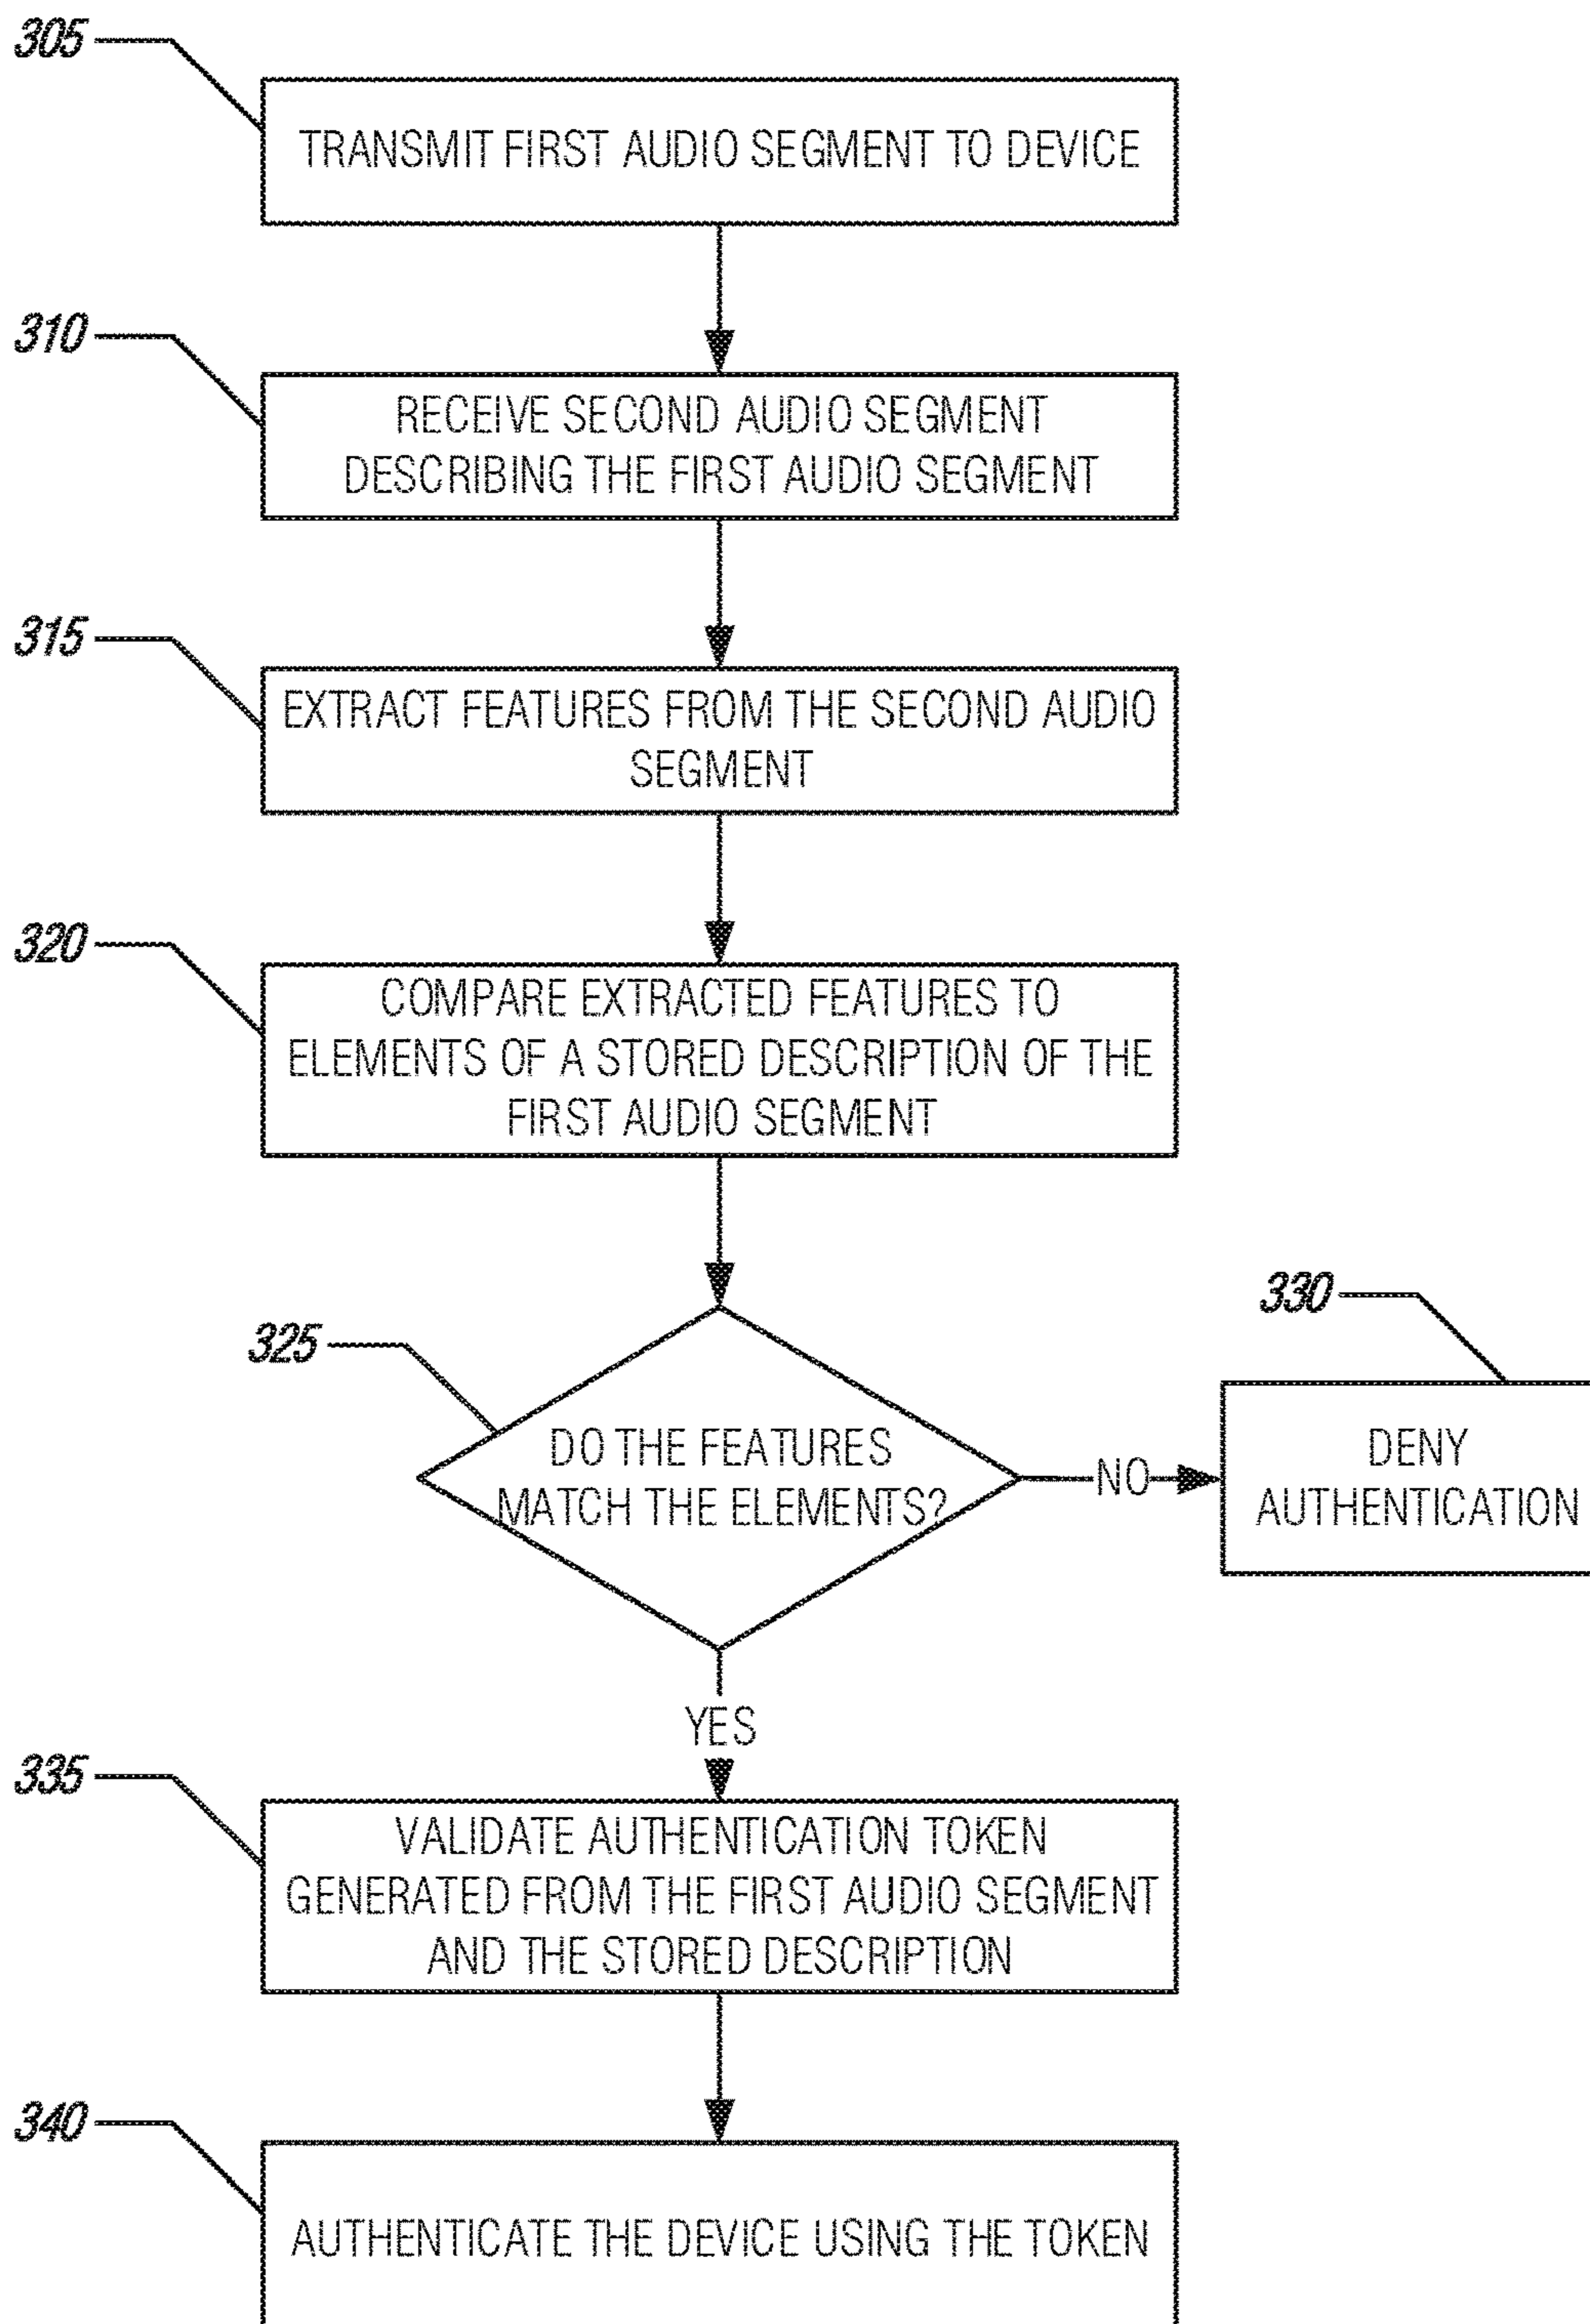 305
TRANSMIT FIRST AUDIO SEGMENT TO DEVICE
310
RECEIVE SECOND AUDIO SEGMENT
DESCRIBING THE FIRST AUDIO SEGMENT
315
EXTRACT FEATURES FROM THE SECOND AUDIO
SEGMENT
320
COMPARE EXTRACTED FEATURES TO
ELEMENTS OF A STORED DESCRIPTION OF THE
FIRST AUDIO SEGMENT
325
DO THE FEATURES
MATCH THE ELEMENTS?
NO
330
DENY
AUTHENTICATION
YES
335
VALIDATE AUTHENTICATION TOKEN
GENERATED FROM THE FIRST AUDIO SEGMENT
AND THE STORED DESCRIPTION
340
AUTHENTICATE THE DEVICE USING THE TOKEN